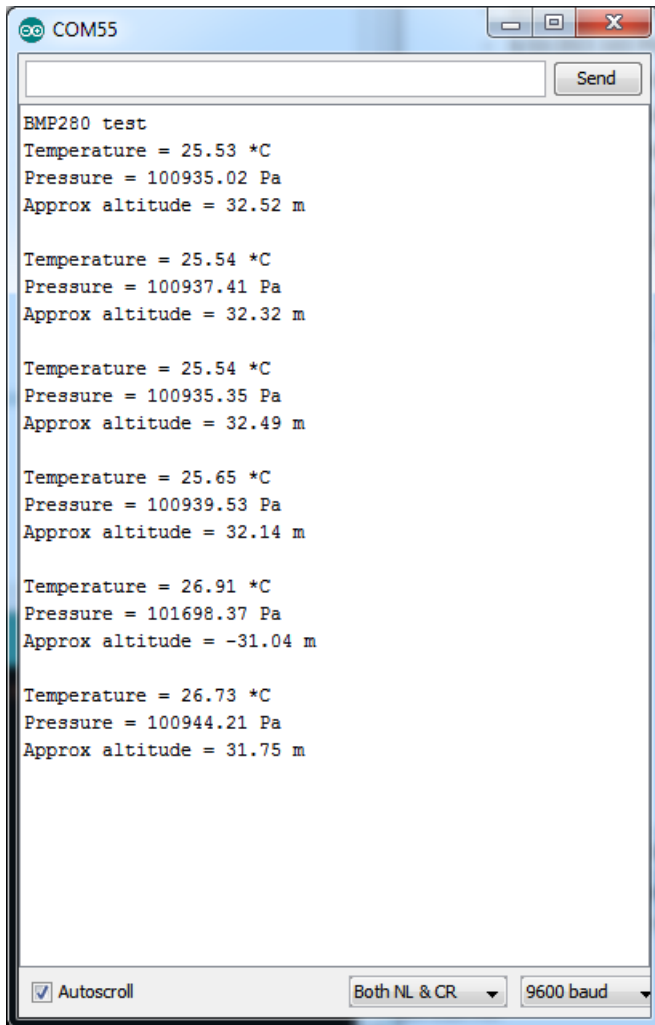 COM55
Send
BMP280 test
Temperature = 25.53 *C
Pressure = 100935.02 Pa
Approx altitude = 32.52 m
Temperature = 25.54 *C
Pressure = 100937.41 Pa
Approx altitude = 32.32 m
Temperature = 25.54 *C
Pressure = 100935.35 Pa
Approx altitude = 32.49 m
Temperature = 25.65 *C
Pressure = 100939.53 Pa
Approx altitude = 32.14 m
Temperature = 26.91 *C
Pressure = 101698.37 Pa
Approx altitude = -31.04 m
Temperature = 26.73 *C
Pressure = 100944.21 Pa
Approx altitude = 31.75 m
Autoscroll Both NL & CR 9600 baud